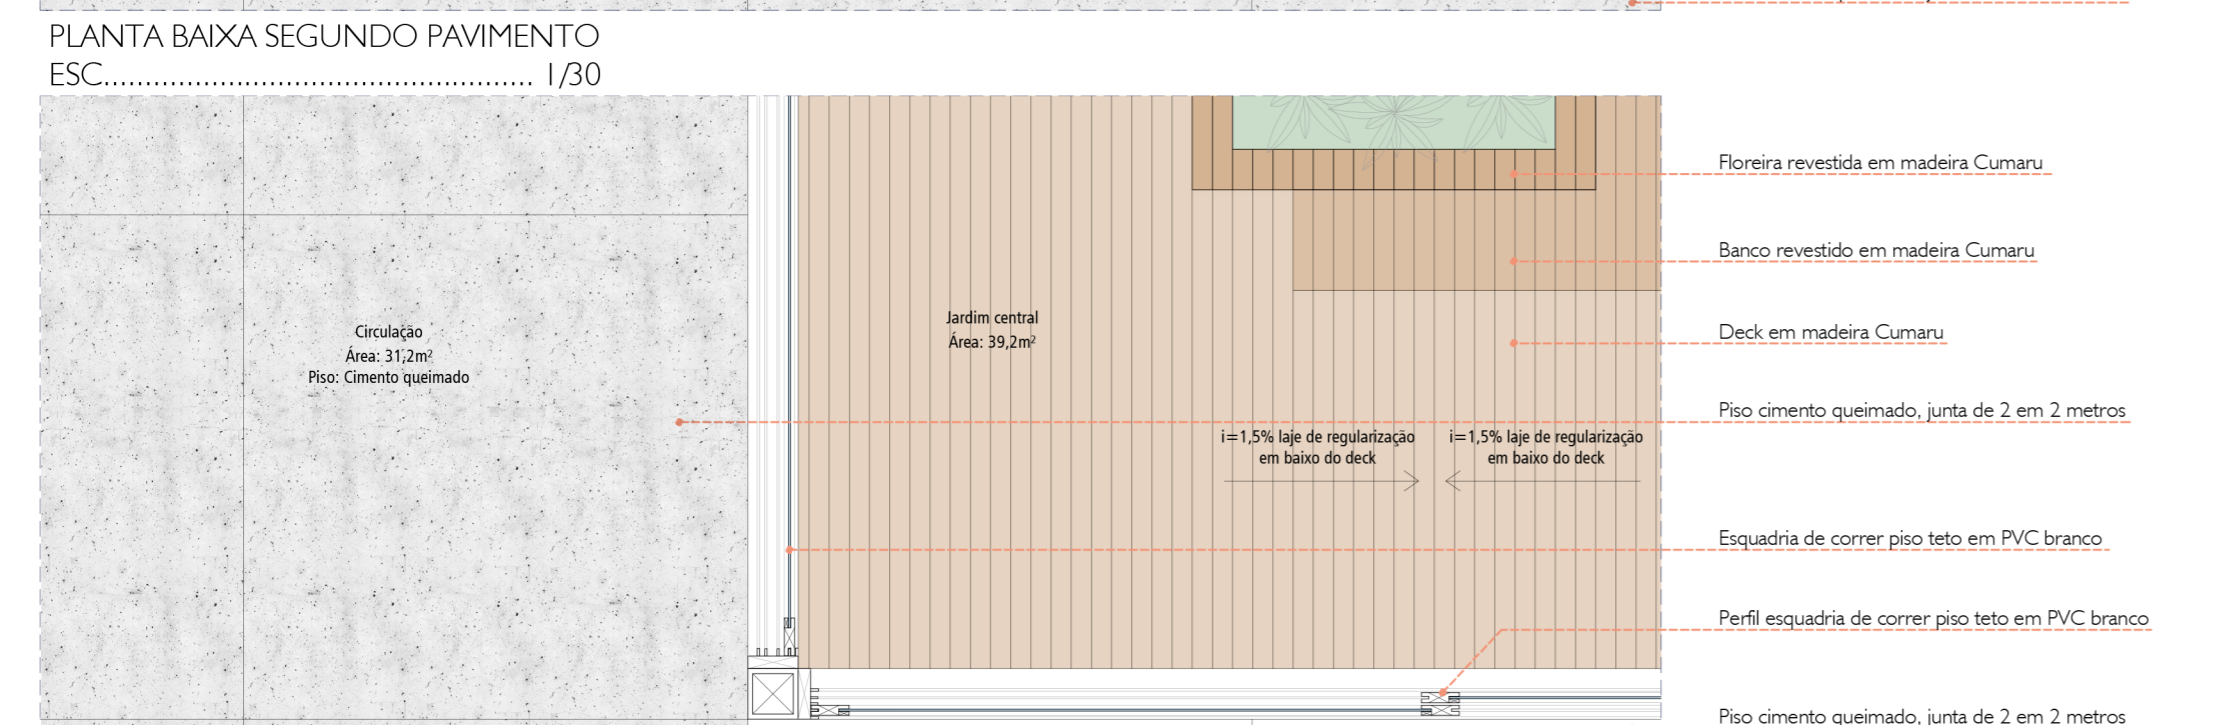 PLANTA BAIXA SEGUNDO PAVIMENTO
ESC.................................................... 1/30
Floreira revestida em madeira Cumaru
Banco revestido em madeira Cumaru
Jardim central
Área: 39,2m²
Circulação
Área: 31,2m²
Piso: Cimento queimado
Deck em madeira Cumaru
Piso cimento queimado, junta de 2 em 2 metros
i=1,5% laje de regularização
em baixo do deck
i=1,5% laje de regularização
em baixo do deck
Esquadria de correr piso teto em PVC branco
Perfil esquadria de correr piso teto em PVC branco
Piso cimento queimado, junta de 2 em 2 metros